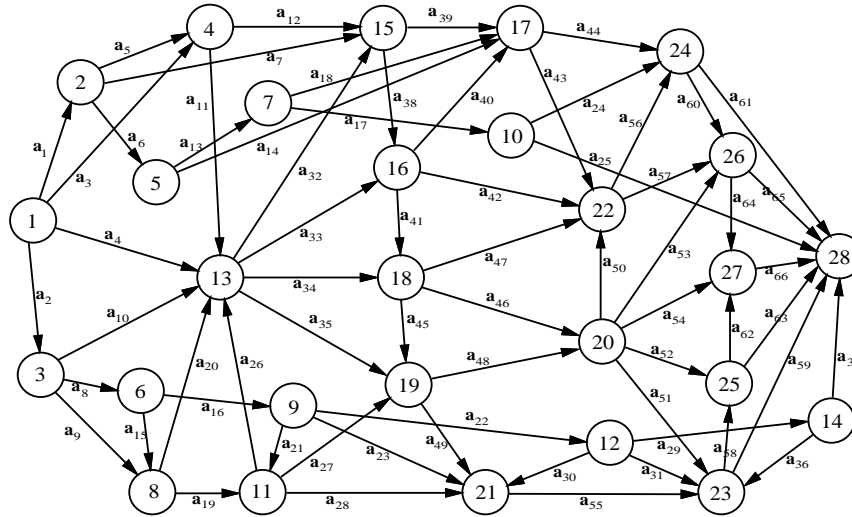 4 a12 15 a39 17 a44 24
a5 a7
2 a18 a43 a61
a11 7 a38 a40 a24 a60
a6 a13 a17 10 a56
a1 5 a14 a25 26
a3 a32 16 a42 a57 a65
1 a4 a33 a41 22 a64
13 a34 18 a47 a53 27 a66 28
a2 a10 a35 a46 a50 a54 a63
a20 a26 a45 20 a62
3 a8 a48 a52 a59 a3
6 a16 9 19 a51 25
a9 a15 a21 a22 12 14
a27 a23 a49 a29 a58 a36
8 a19 11 a28 21 a30 a31 23
a55